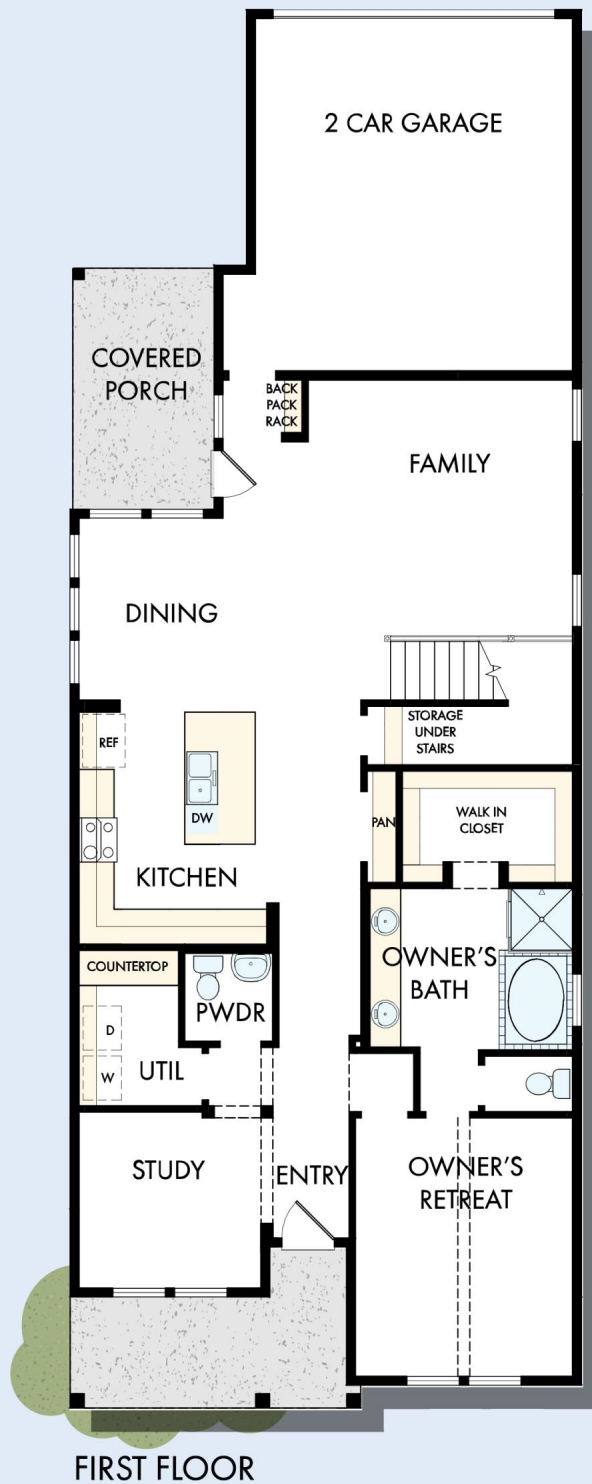 2 CAR GARAGE
COVERED
PORCH
BACK
PACK
RACK
FAMILY
DINING
STORAGE
UNDER
STAIRS
REF
DW
PAN
WALK IN
CLOSET
KITCHEN
COUNTERTOP
OWNER'S
BATH
PWDR
D
W
UTIL
STUDY
ENTRY
OWNER'S
RETREAT
FIRST FLOOR